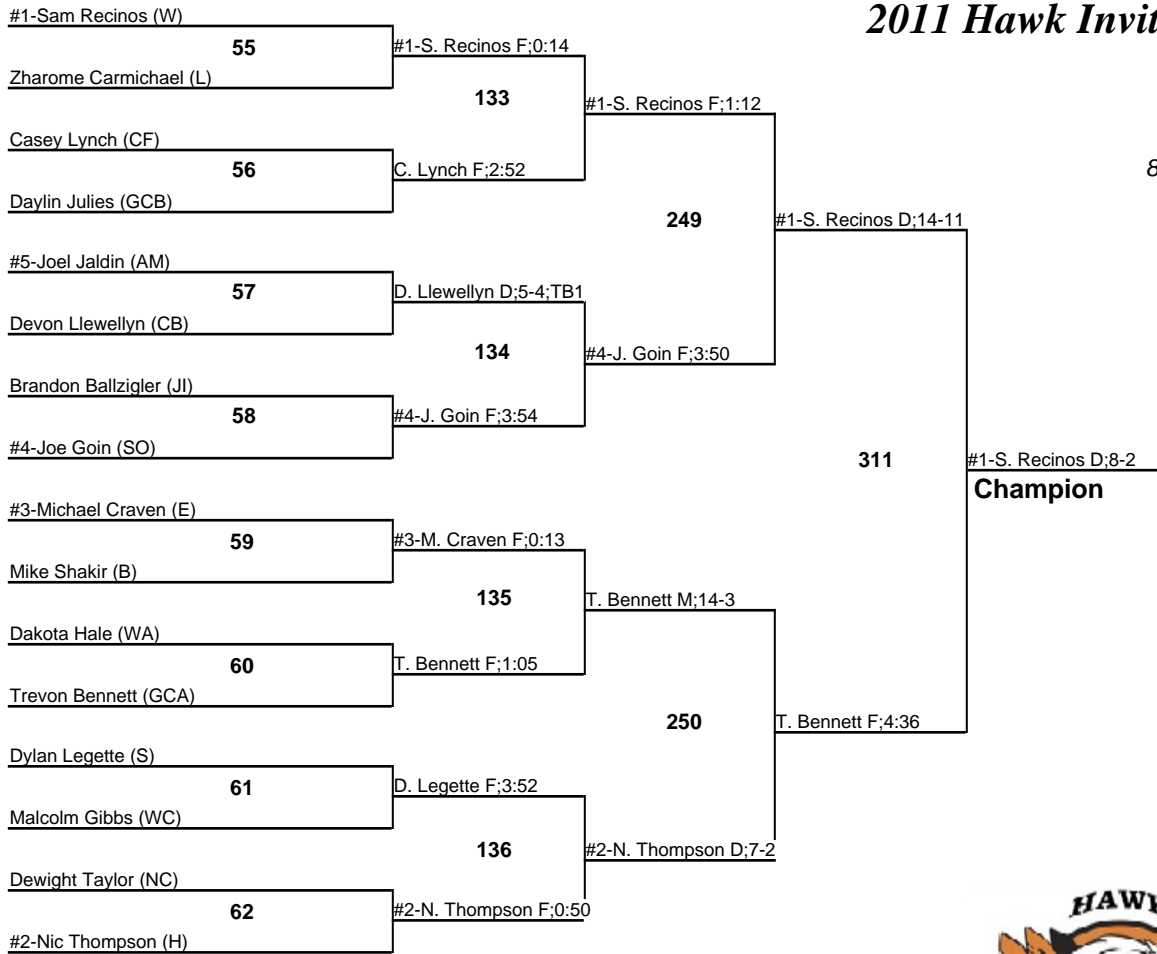 2011 Hawk Invit
8
#1-Sam Recinos (W)
55
Zharome Carmichael (L)
#1-S. Recinos F;0:14
133
Casey Lynch (CF)
56
Daylin Julies (GCB)
C. Lynch F;2:52
#1-S. Recinos F;1:12
249
#5-Joel Jaldin (AM)
57
Devon Llewellyn (CB)
D. Llewellyn D;5-4;TB1
134
Brandon Ballzigler (JI)
58
#4-Joe Goin (SO)
#4-J. Goin F;3:54
#4-J. Goin F;3:50
#1-S. Recinos D;14-11
311
#1-S. Recinos D;8-2
Champion
#3-Michael Craven (E)
59
Mike Shakir (B)
#3-M. Craven F;0:13
135
Dakota Hale (WA)
60
Trevon Bennett (GCA)
T. Bennett F;1:05
T. Bennett M;14-3
250
T. Bennett F;4:36
Dylan Legette (S)
61
Malcolm Gibbs (WC)
D. Legette F;3:52
136
Dewight Taylor (NC)
62
#2-Nic Thompson (H)
#2-N. Thompson F;0:50
#2-N. Thompson D;7-2